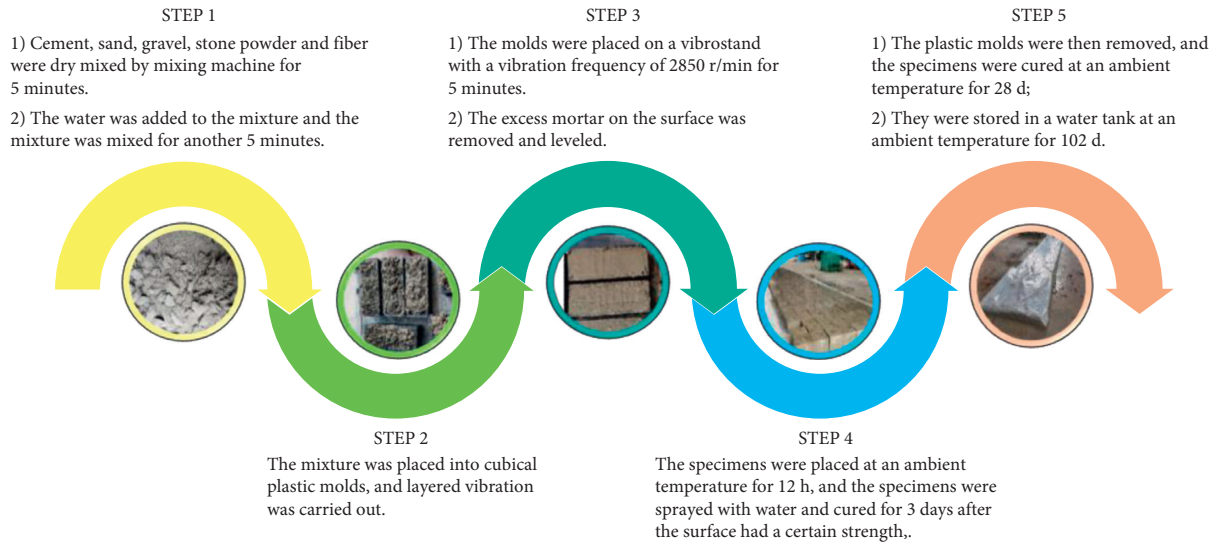 STEP 1
1) Cement, sand, gravel, stone powder and fiber
were dry mixed by mixing machine for
5 minutes.
2) The water was added to the mixture and the
mixture was mixed for another 5 minutes.
STEP 2
The mixture was placed into cubical
plastic molds, and layered vibration
was carried out.
STEP 3
1) The molds were placed on a vibrostand
with a vibration frequency of 2850 r/min for
5 minutes.
2) The excess mortar on the surface was
removed and leveled.
STEP 4
The specimens were placed at an ambient
temperature for 12 h, and the specimens were
sprayed with water and cured for 3 days after
the surface had a certain strength,.
STEP 5
1) The plastic molds were then removed, and
the specimens were cured at an ambient
temperature for 28 d;
2) They were stored in a water tank at an
ambient temperature for 102 d.